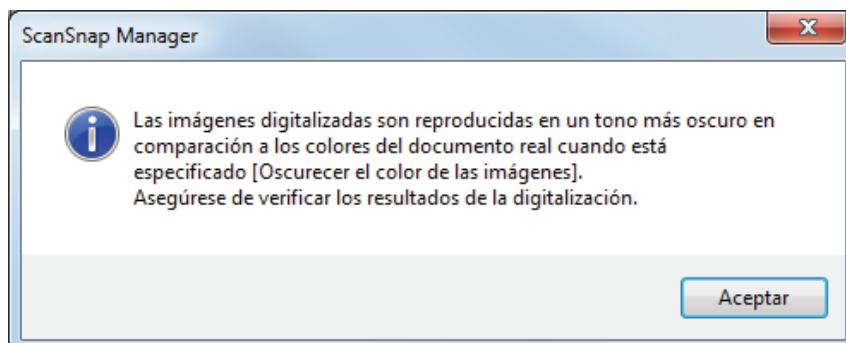 ScanSnap Manager
Las imágenes digitalizadas son reproducidas en un tono más oscuro en
comparación a los colores del documento real cuando está
especificado [Oscurecer el color de las imágenes].
Asegúrese de verificar los resultados de la digitalización.
Aceptar